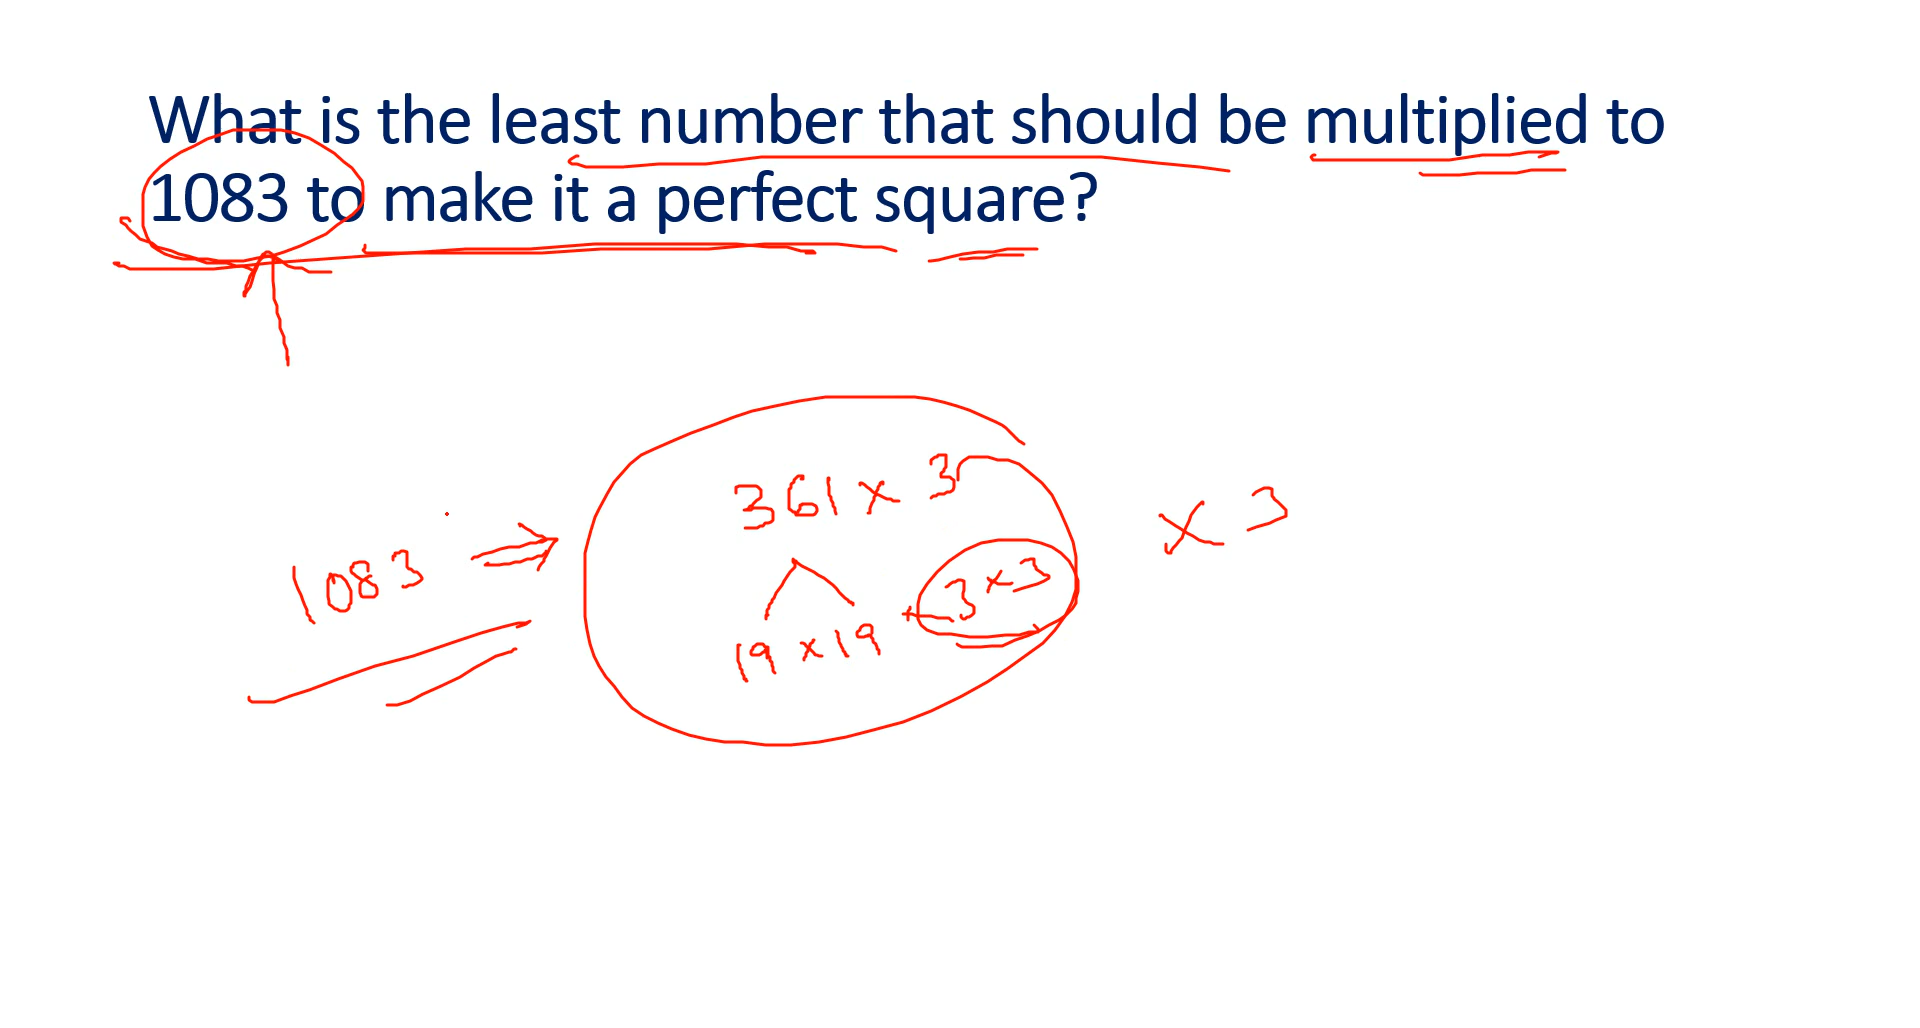 What is the least number that should be multiplied to
1083 to make it a perfect square?
361 x 3
x 3
1083 ⇒
19 x 19 x 3 x 3